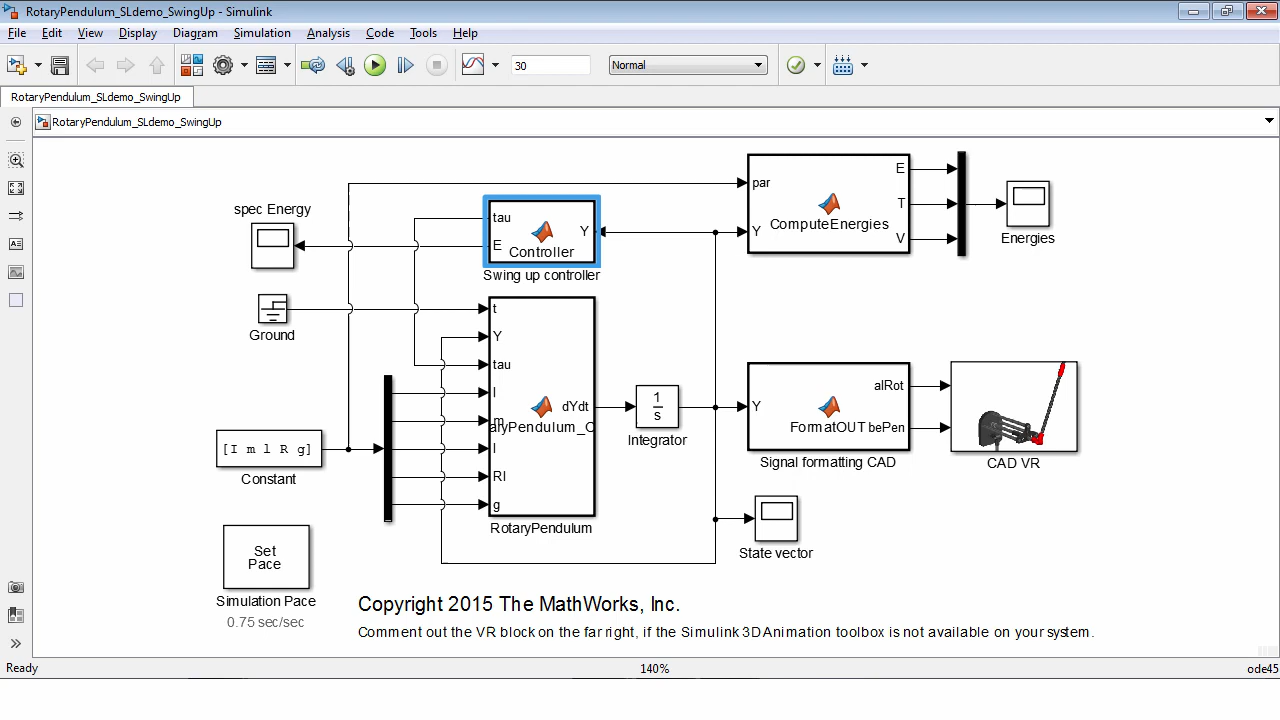 RotaryPendulum_SLdemo_SwingUp - Simulink
File Edit View Display Diagram Simulation Analysis Code Tools Help
30
Normal
RotaryPendulum_SLdemo_SwingUp
RotaryPendulum_SLdemo_SwingUp
spec Energy
tau
E
Y
Controller
Swing up controller
par
Y
ComputeEnergies
E
T
V
Energies
Ground
t
Y
tau
I
m
l
RI
g
aryPendulum_C
dYdt
RotaryPendulum
1
s
Integrator
Y
FormatOUT
alRot
bePen
Signal formatting CAD
CAD VR
[I m l R g]
Constant
State vector
Set
Pace
Simulation Pace
0.75 sec/sec
Copyright 2015 The MathWorks, Inc.
Comment out the VR block on the far right, if the Simulink 3D Animation toolbox is not available on your system.
Ready
140%
ode45